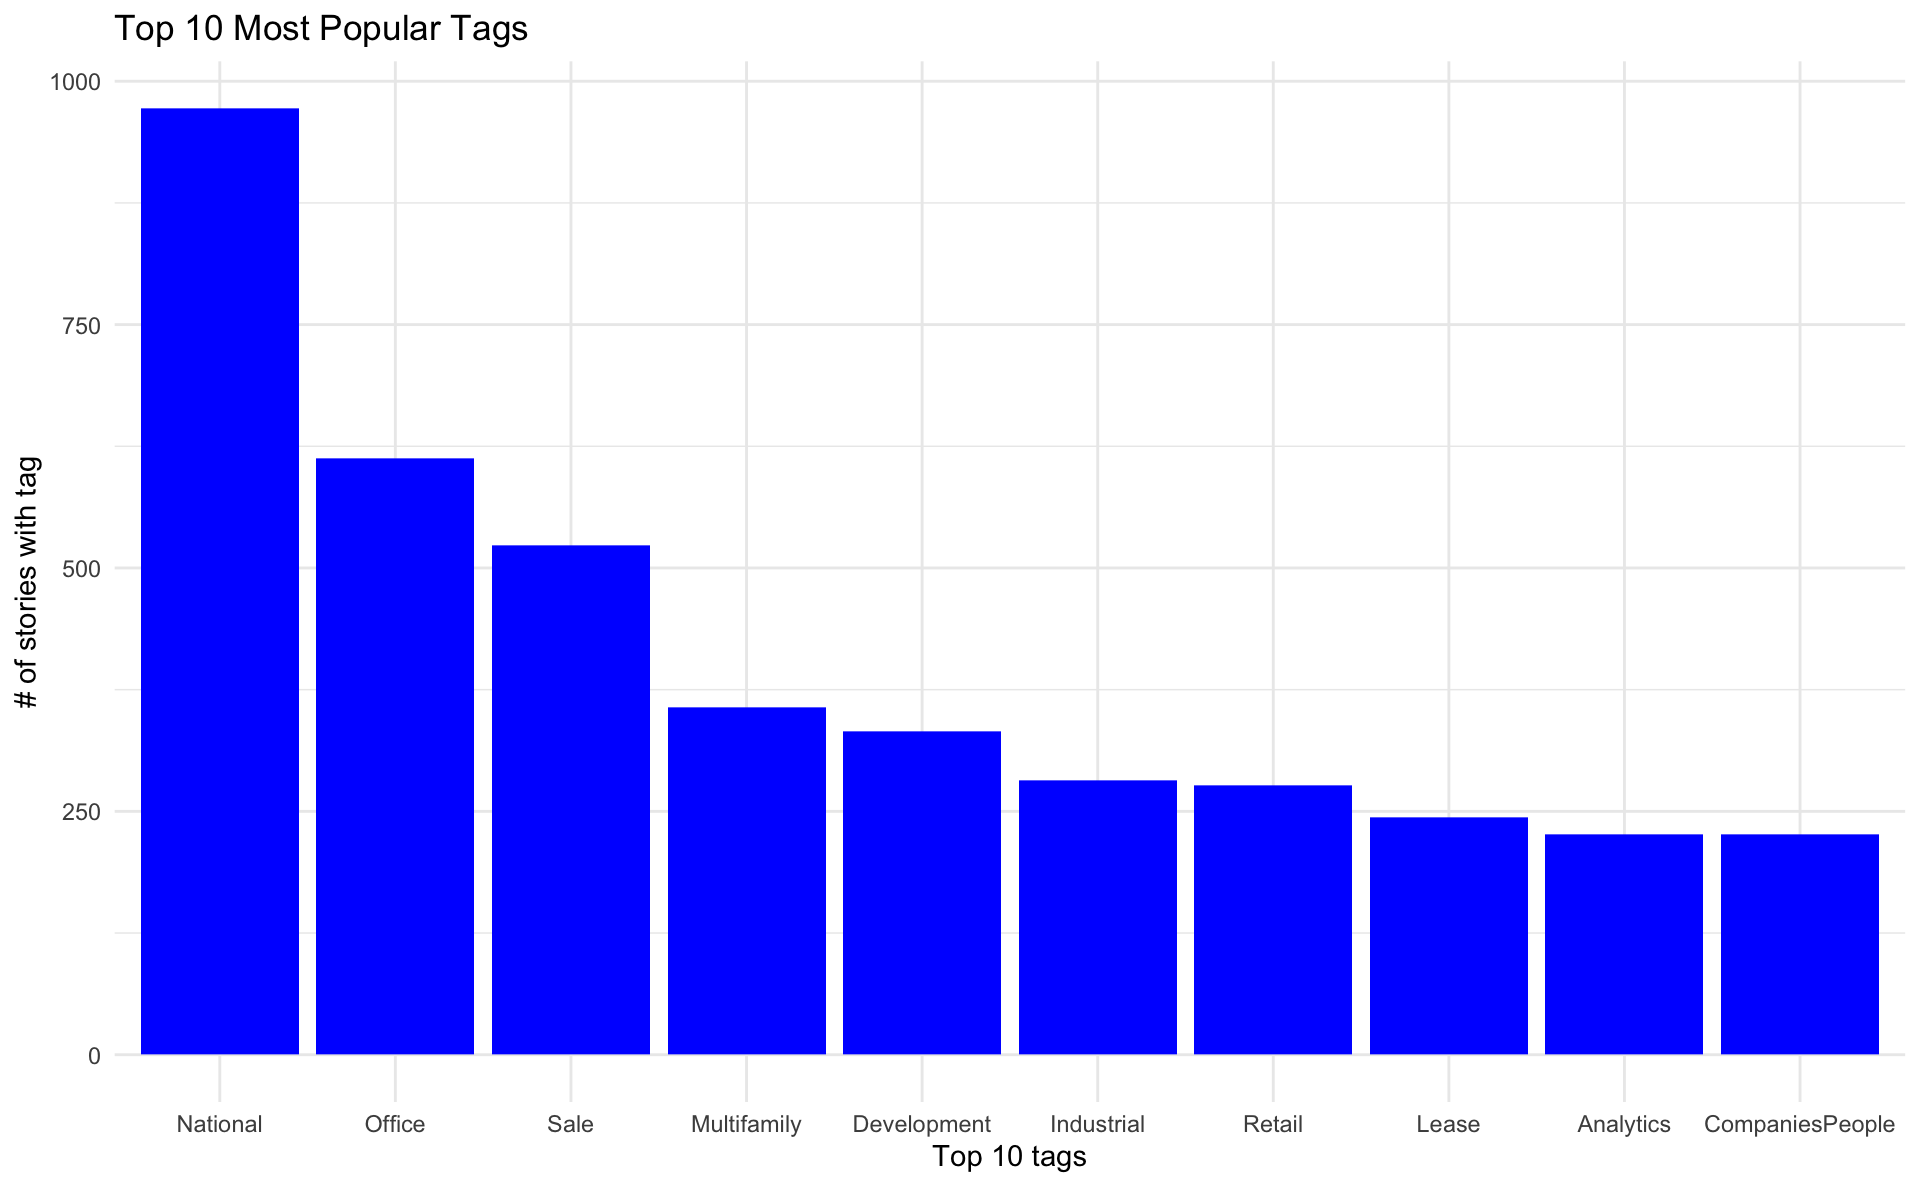 Top 10 Most Popular Tags
# of stories with tag
1000
750
500
250
0
National Office Sale Multifamily Development Industrial Retail Lease Analytics CompaniesPeople
Top 10 tags